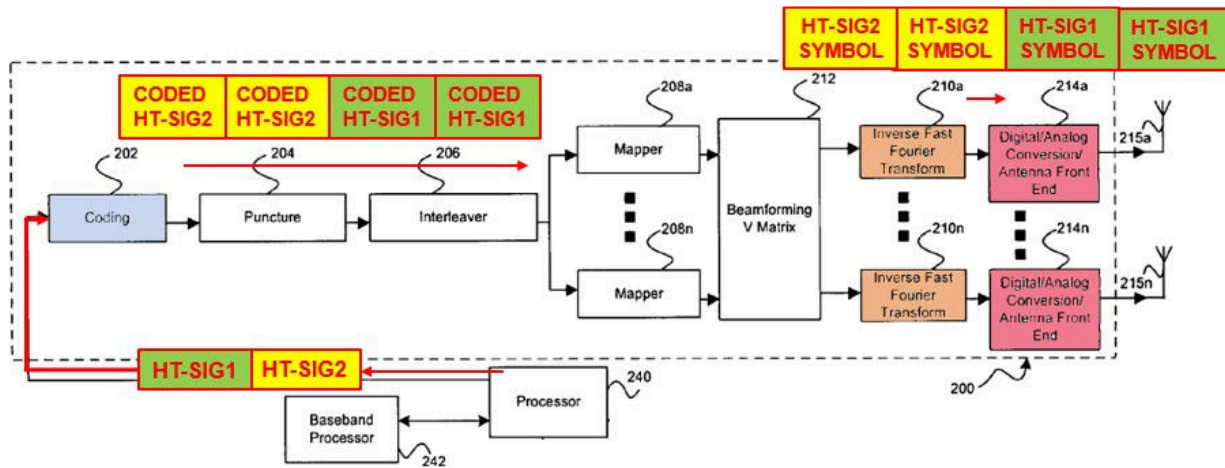 HT-SIG2
SYMBOL
HT-SIG2
SYMBOL
HT-SIG1
SYMBOL
HT-SIG1
SYMBOL
CODED
HT-SIG2
CODED
HT-SIG2
CODED
HT-SIG1
CODED
HT-SIG1
202
204
206
208a
212
210a
214a
215a
Coding
Puncture
Interleaver
Mapper
Beamforming
V Matrix
Inverse Fast
Fourier
Transform
Digital/Analog
Conversion/
Antenna Front
End
208n
210n
214n
215n
Mapper
Inverse Fast
Fourier
Transform
Digital/Analog
Conversion/
Antenna Front
End
200
HT-SIG1
HT-SIG2
Processor
240
Baseband
Processor
242